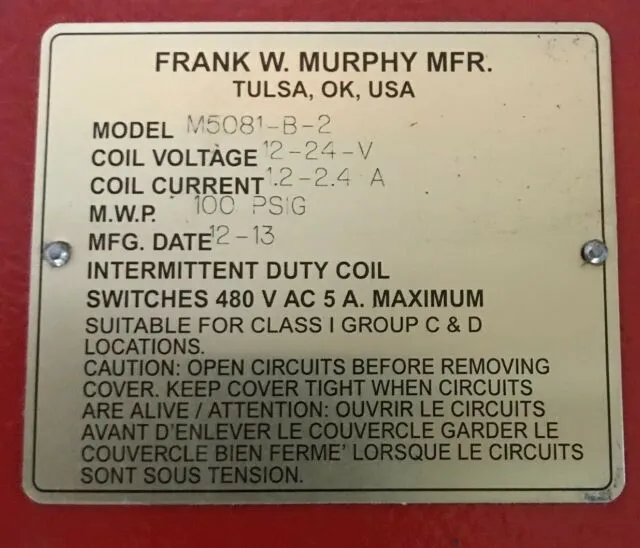 FRANK W. MURPHY MFR.
TULSA, OK, USA
MODEL M5081-B-2
COIL VOLTAGE 12-24-V
COIL CURRENT 1.2-2.4 A
M.W.P. 100 PSIG
MFG. DATE 12-13
INTERMITTENT DUTY COIL
SWITCHES 480 V AC 5 A. MAXIMUM
SUITABLE FOR CLASS I GROUP C & D
LOCATIONS.
CAUTION: OPEN CIRCUITS BEFORE REMOVING
COVER. KEEP COVER TIGHT WHEN CIRCUITS
ARE ALIVE / ATTENTION: OUVRIR LE CIRCUITS
AVANT D'ENLEVER LE COUVERCLE GARDER LE
COUVERCLE BIEN FERME' LORSQUE LE CIRCUITS
SONT SOUS TENSION.